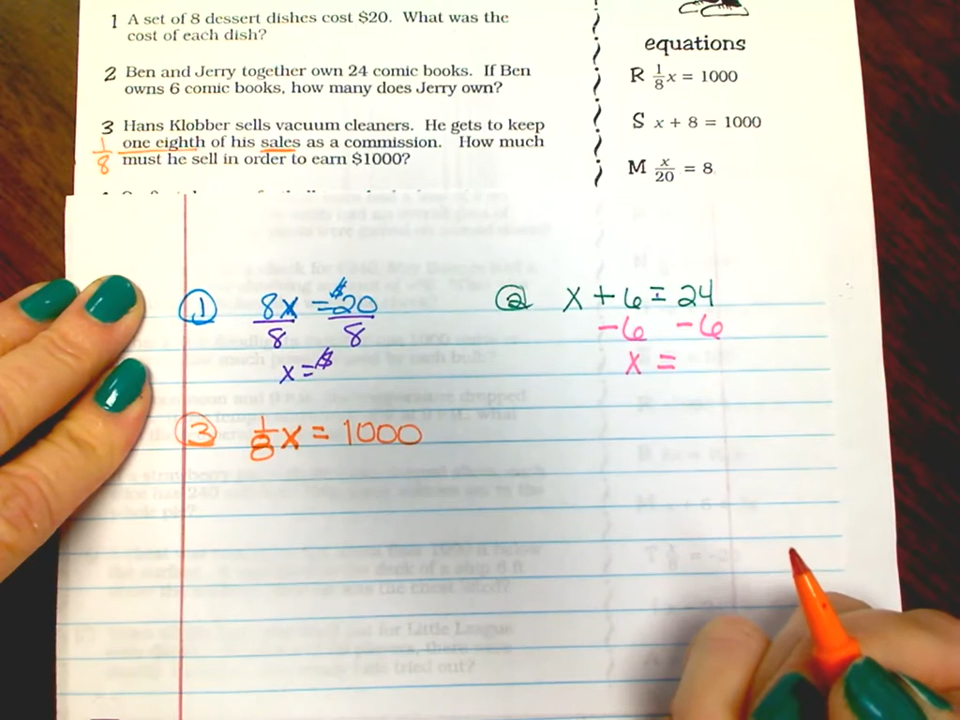 1 A set of 8 dessert dishes cost $20. What was the
cost of each dish?
2 Ben and Jerry together own 24 comic books. If Ben
owns 6 comic books, how many does Jerry own?
3 Hans Klobber sells vacuum cleaners. He gets to keep
1/8 one eighth of his sales as a commission. How much
must he sell in order to earn $1000?
equations
R 1/8 x = 1000
S x + 8 = 1000
M x/20 = 8
① 8x = $20
8 8
x = $
② x + 6 = 24
-6 -6
x =
③ 1/8 x = 1000